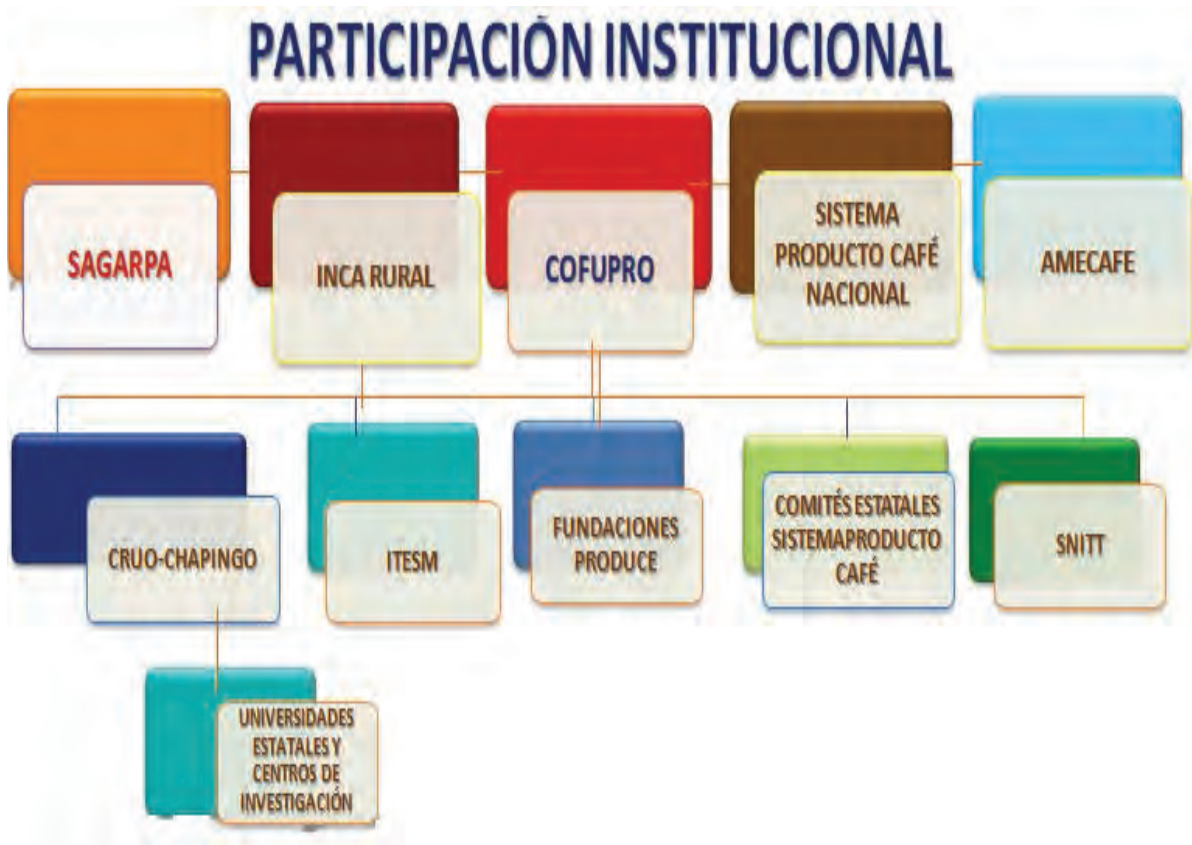 PARTICIPACIÓN INSTITUCIONAL
SAGARPA
INCA RURAL
COFUPRO
SISTEMA
PRODUCTO CAFÉ
NACIONAL
AMECAFE
CRUO-CHAPINGO
ITESM
FUNDACIONES
PRODUCE
COMITÉS ESTATALES
SISTEMAPRODUCTO
CAFÉ
SNITT
UNIVERSIDADES
ESTATALES Y
CENTROS DE
INVESTIGACIÓN